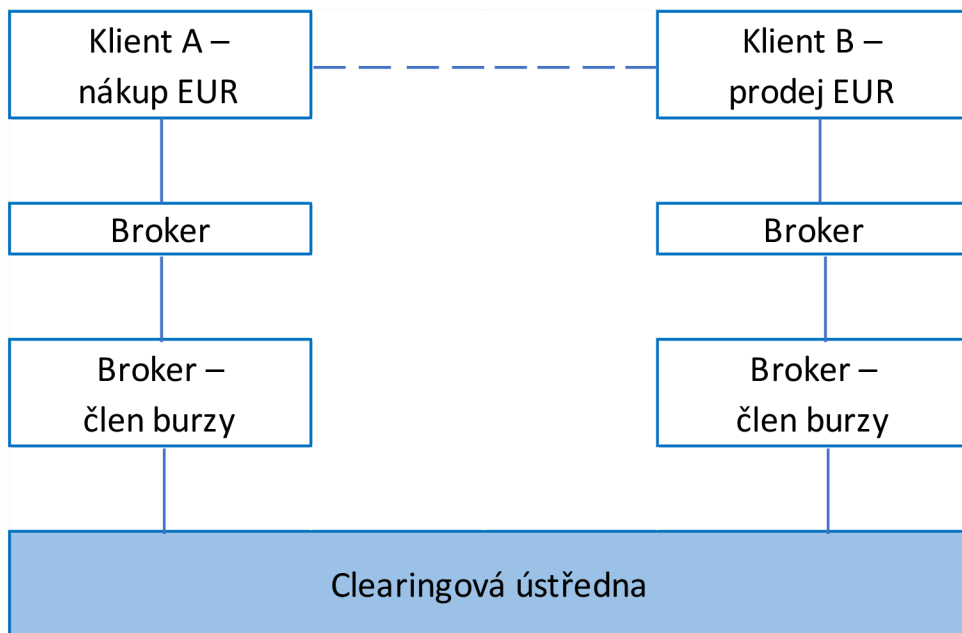 Klient A –
nákup EUR
Klient B –
prodej EUR
Broker
Broker
Broker –
člen burzy
Broker –
člen burzy
Clearingová ústředna